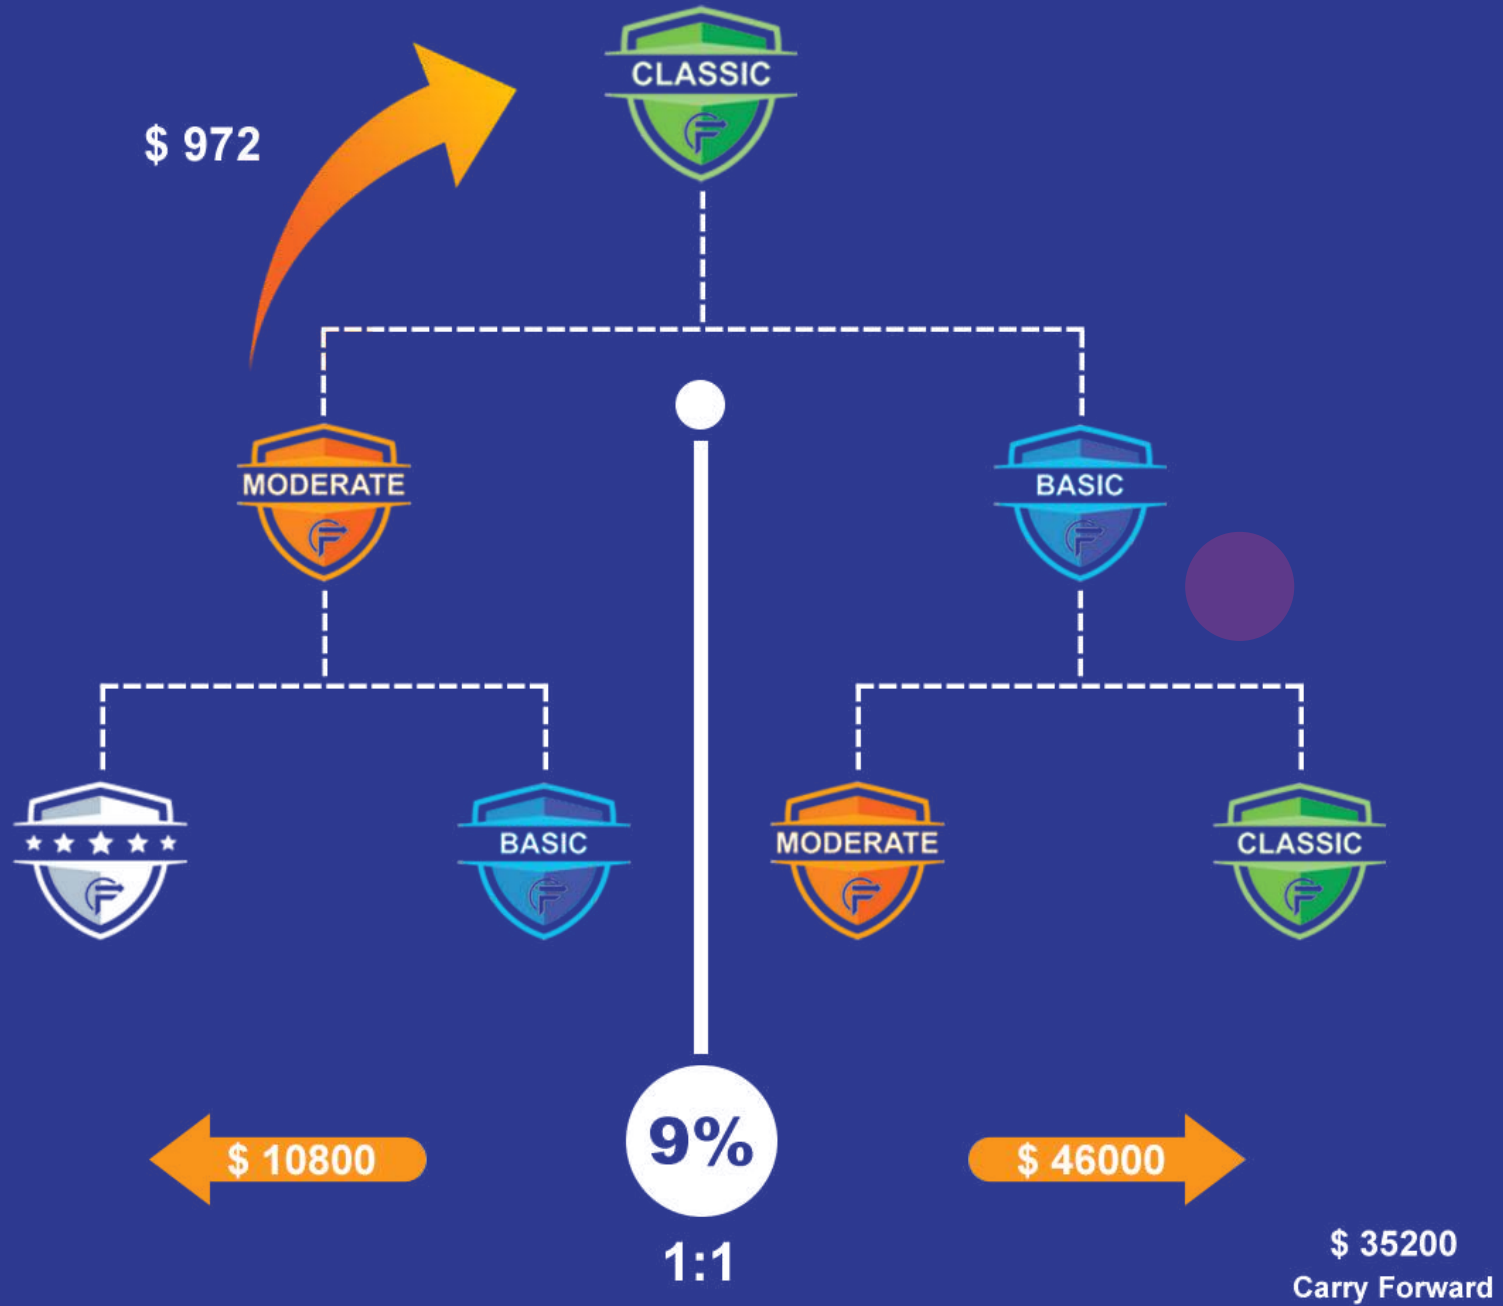 CLASSIC
$ 972
MODERATE
BASIC
BASIC
MODERATE
CLASSIC
9%
$ 10800
$ 46000
1:1
$ 35200
Carry Forward